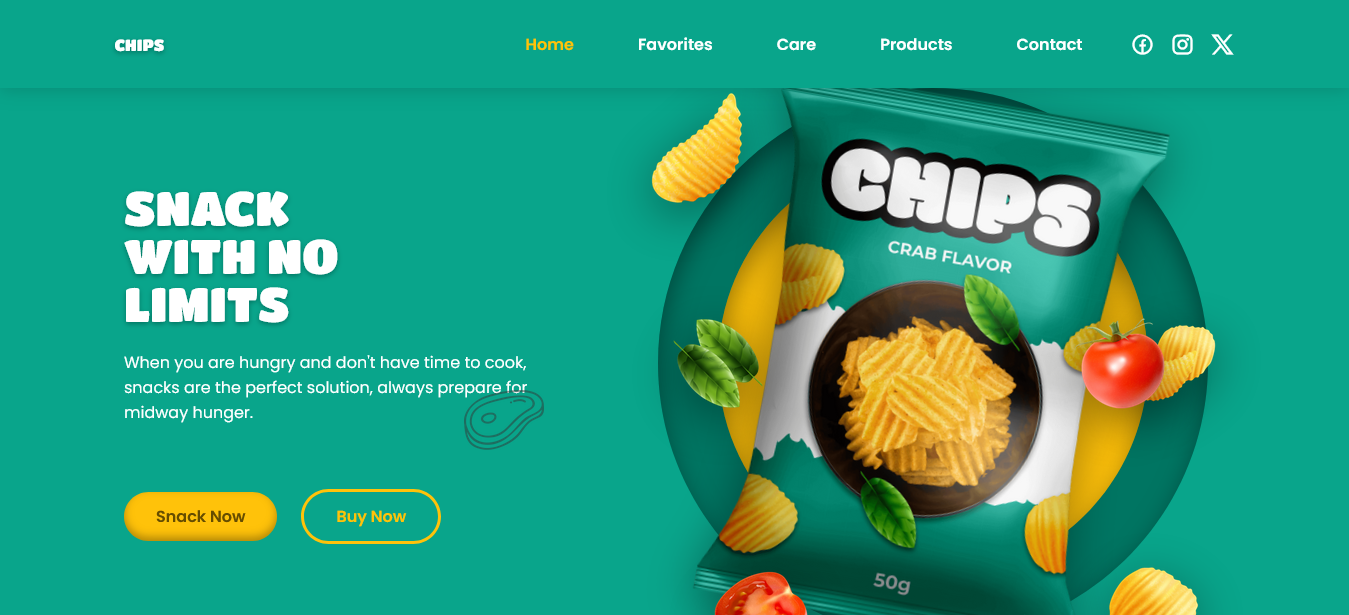 CHIPS
Home
Favorites
Care
Products
Contact
SNACK
WITH NO
LIMITS
When you are hungry and don't have time to cook,
snacks are the perfect solution, always prepare for
midway hunger.
Snack Now
Buy Now
CHIPS
CRAB FLAVOR
50g